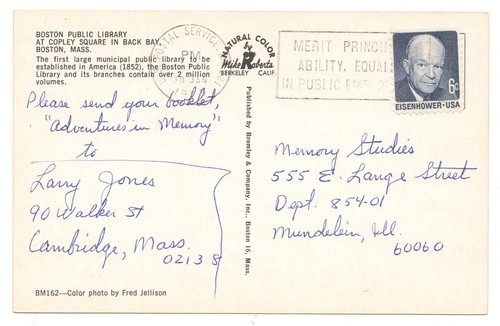 BOSTON PUBLIC LIBRARY
AT COPLEY SQUARE IN BACK BAY,
BOSTON, MASS.
The first large municipal public library to be
established in America (1852), the Boston Public
Library and its branches contain over 2 million
volumes.
Please send your booklet,
"Adventures in Memory"
to
Larry Jones
90 Walker St
Cambridge, Mass.
02138
BM162—Color photo by Fred Jellison
POSTAL SERVICE
PM
JAN
NATURAL COLOR
by
Mike Roberts
BERKELEY CALIF.
Published by Bromley & Company, Inc., Boston 16, Mass.
MERIT PRINCI
ABILITY. EQUAL
IN PUBLIC EMP
6c
EISENHOWER·USA
Memory Studies
555 E. Lange Street
Dept. 854-01
Mundelein, Ill.
60060